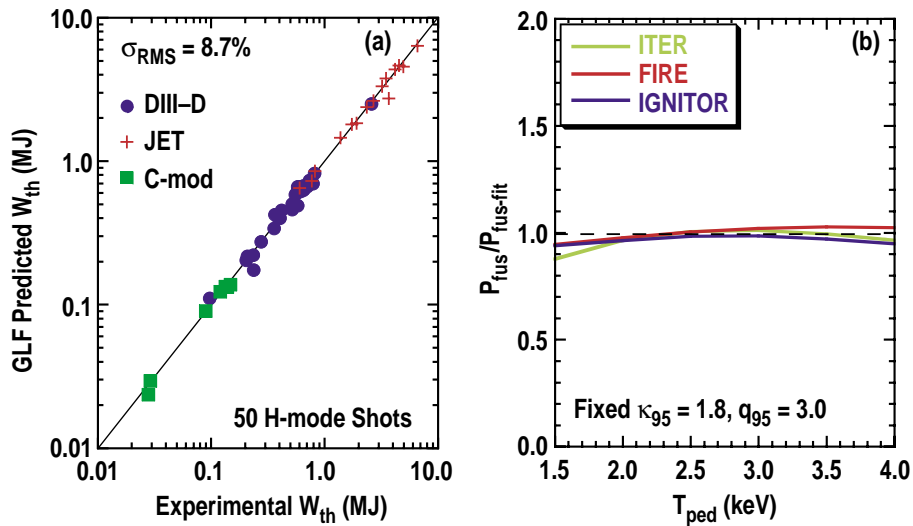 (a)
σRMS = 8.7%
DIII–D
JET
C-mod
50 H-mode Shots
GLF Predicted Wth (MJ)
10.0
1.0
0.1
0.01
0.01 0.1 1.0 10.0
Experimental Wth (MJ)
(b)
ITER
FIRE
IGNITOR
Fixed κ95 = 1.8, q95 = 3.0
Pfus/Pfus-fit
2.0
1.5
1.0
0.5
0.0
1.5 2.0 2.5 3.0 3.5 4.0
Tped (keV)